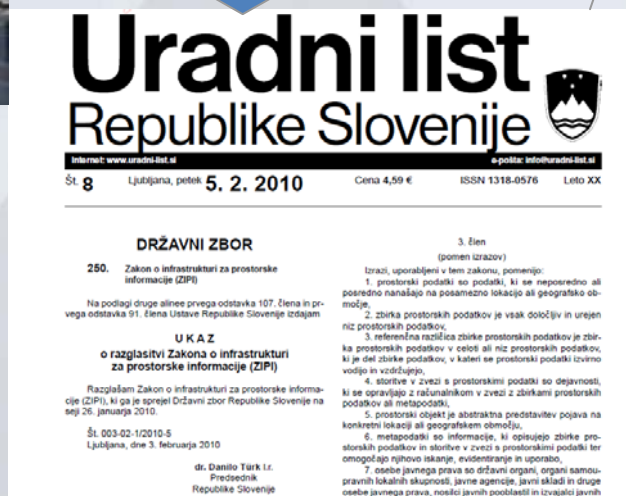 Uradni list
Republike Slovenije
Internet: www.uradni-list.si e-pošta: info@uradni-list.si
Št. 8 Ljubljana, petek 5. 2. 2010 Cena 4,59 € ISSN 1318-0576 Leto XX
DRŽAVNI ZBOR
250. Zakon o infrastrukturi za prostorske
informacije (ZIPI)
Na podlagi druge alinee prvega odstavka 107. člena in pr-
vega odstavka 91. člena Ustave Republike Slovenije izdajam
U K A Z
o razglasitvi Zakona o infrastrukturi
za prostorske informacije (ZIPI)
Razglašam Zakon o infrastrukturi za prostorske informa-
cije (ZIPI), ki ga je sprejel Državni zbor Republike Slovenije na
seji 26. januarja 2010.
Št. 003-02-1/2010-5
Ljubljana, dne 3. februarja 2010
dr. Danilo Türk l.r.
Predsednik
Republike Slovenije
3. člen
(pomen izrazov)
Izrazi, uporabljeni v tem zakonu, pomenijo:
1. prostorski podatki so podatki, ki se neposredno ali
posredno nanašajo na posamezno lokacijo ali geografsko ob-
močje,
2. zbirka prostorskih podatkov je vsak določljiv in urejen
niz prostorskih podatkov,
3. referenčna različica zbirke prostorskih podatkov je zbir-
ka prostorskih podatkov v celoti ali niz prostorskih podatkov,
ki je del zbirke podatkov, v kateri se prostorski podatki izvirno
vodijo in vzdržujejo,
4. storitve v zvezi s prostorskimi podatki so dejavnosti,
ki se opravljajo z računalnikom v zvezi z zbirkami prostorskih
podatkov ali metapodatki,
5. prostorski objekt je abstraktna predstavitev pojava na
konkretni lokaciji ali geografskem območju,
6. metapodatki so informacije, ki opisujejo zbirke pro-
storskih podatkov in storitve v zvezi s prostorskimi podatki ter
omogočajo njihovo iskanje, evidentiranje in uporabo,
7. osebe javnega prava so državni organi, organi samou-
pravnih lokalnih skupnosti, javne agencije, javni skladi in druge
osebe javnega prava, nosilci javnih pooblastil in izvajalci javnih